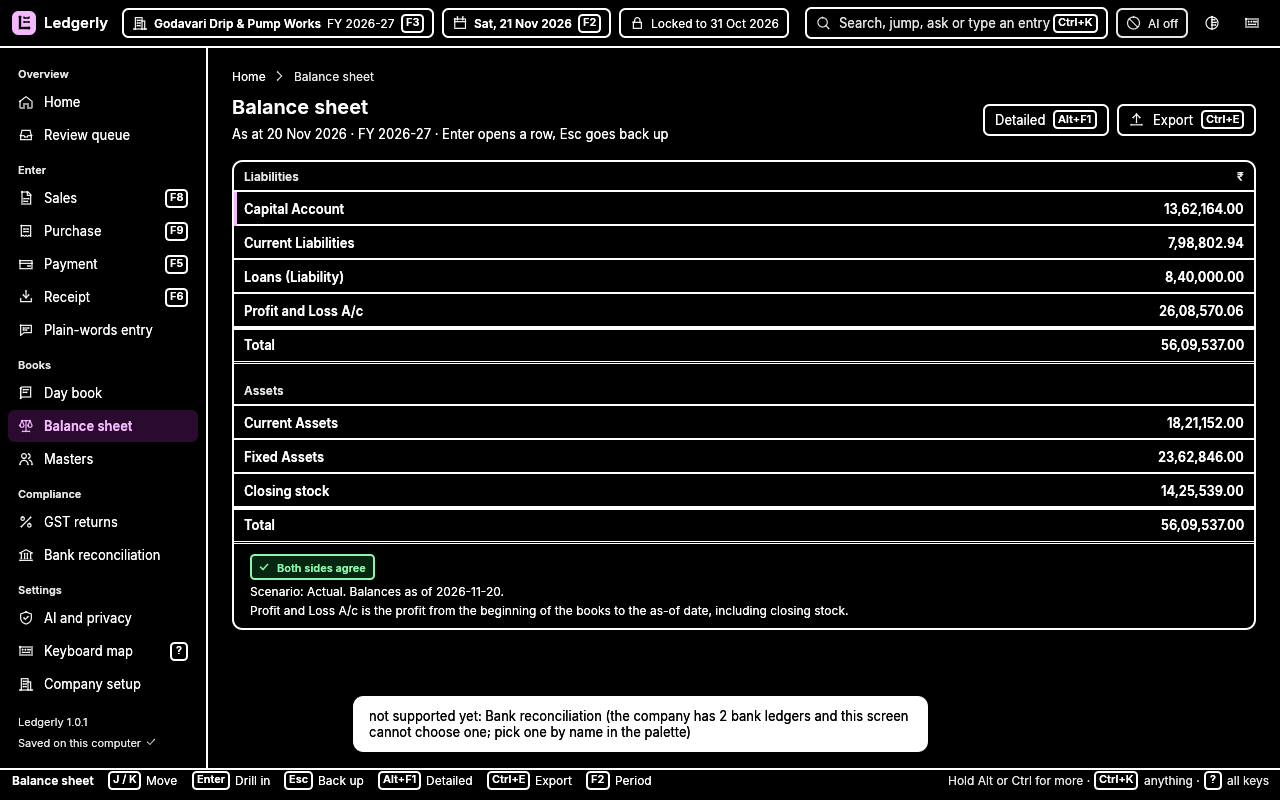 Ledgerly
Godavari Drip & Pump Works FY 2026-27 F3
Sat, 21 Nov 2026 F2
Locked to 31 Oct 2026
Search, jump, ask or type an entry Ctrl+K
AI off
Overview
Home
Review queue
Enter
Sales F8
Purchase F9
Payment F5
Receipt F6
Plain-words entry
Books
Day book
Balance sheet
Masters
Compliance
GST returns
Bank reconciliation
Settings
AI and privacy
Keyboard map ?
Company setup
Ledgerly 1.0.1
Saved on this computer
Home Balance sheet
Balance sheet
As at 20 Nov 2026 · FY 2026-27 · Enter opens a row, Esc goes back up
Detailed Alt+F1
Export Ctrl+E
Liabilities ₹
Capital Account 13,62,164.00
Current Liabilities 7,98,802.94
Loans (Liability) 8,40,000.00
Profit and Loss A/c 26,08,570.06
Total 56,09,537.00
Assets
Current Assets 18,21,152.00
Fixed Assets 23,62,846.00
Closing stock 14,25,539.00
Total 56,09,537.00
Both sides agree
Scenario: Actual. Balances as of 2026-11-20.
Profit and Loss A/c is the profit from the beginning of the books to the as-of date, including closing stock.
not supported yet: Bank reconciliation (the company has 2 bank ledgers and this screen
cannot choose one; pick one by name in the palette)
Balance sheet J / K Move Enter Drill in Esc Back up Alt+F1 Detailed Ctrl+E Export F2 Period
Hold Alt or Ctrl for more · Ctrl+K anything · ? all keys